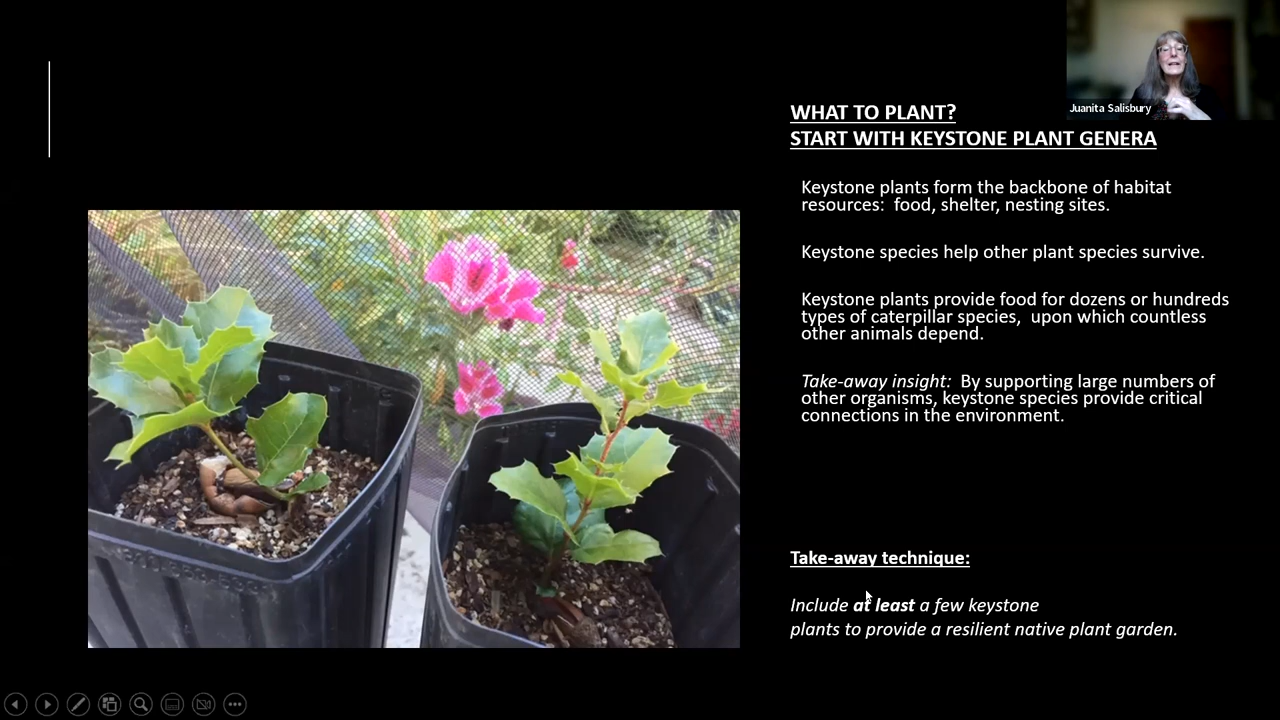 Juanita Salisbury
WHAT TO PLANT?
START WITH KEYSTONE PLANT GENERA
Keystone plants form the backbone of habitat
resources:  food, shelter, nesting sites.
Keystone species help other plant species survive.
Keystone plants provide food for dozens or hundreds
types of caterpillar species,  upon which countless
other animals depend.
Take-away insight:  By supporting large numbers of
other organisms, keystone species provide critical
connections in the environment.
Take-away technique:
Include at least a few keystone
plants to provide a resilient native plant garden.